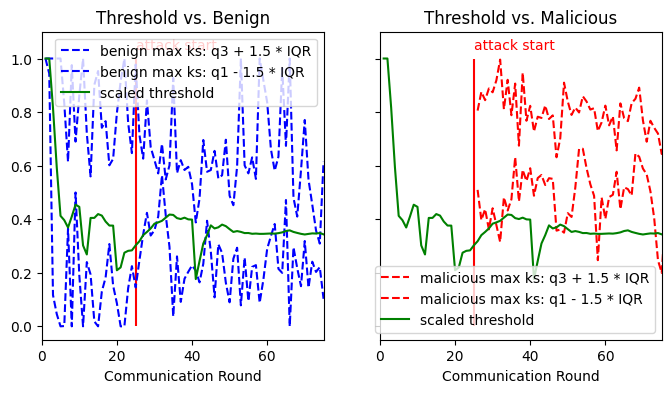 Threshold vs. Benign
attack start
benign max ks: q3 + 1.5 * IQR
benign max ks: q1 - 1.5 * IQR
scaled threshold
1.0
0.8
0.6
0.4
0.2
0.0
0
20
40
60
Communication Round
Threshold vs. Malicious
attack start
malicious max ks: q3 + 1.5 * IQR
malicious max ks: q1 - 1.5 * IQR
scaled threshold
0
20
40
60
Communication Round